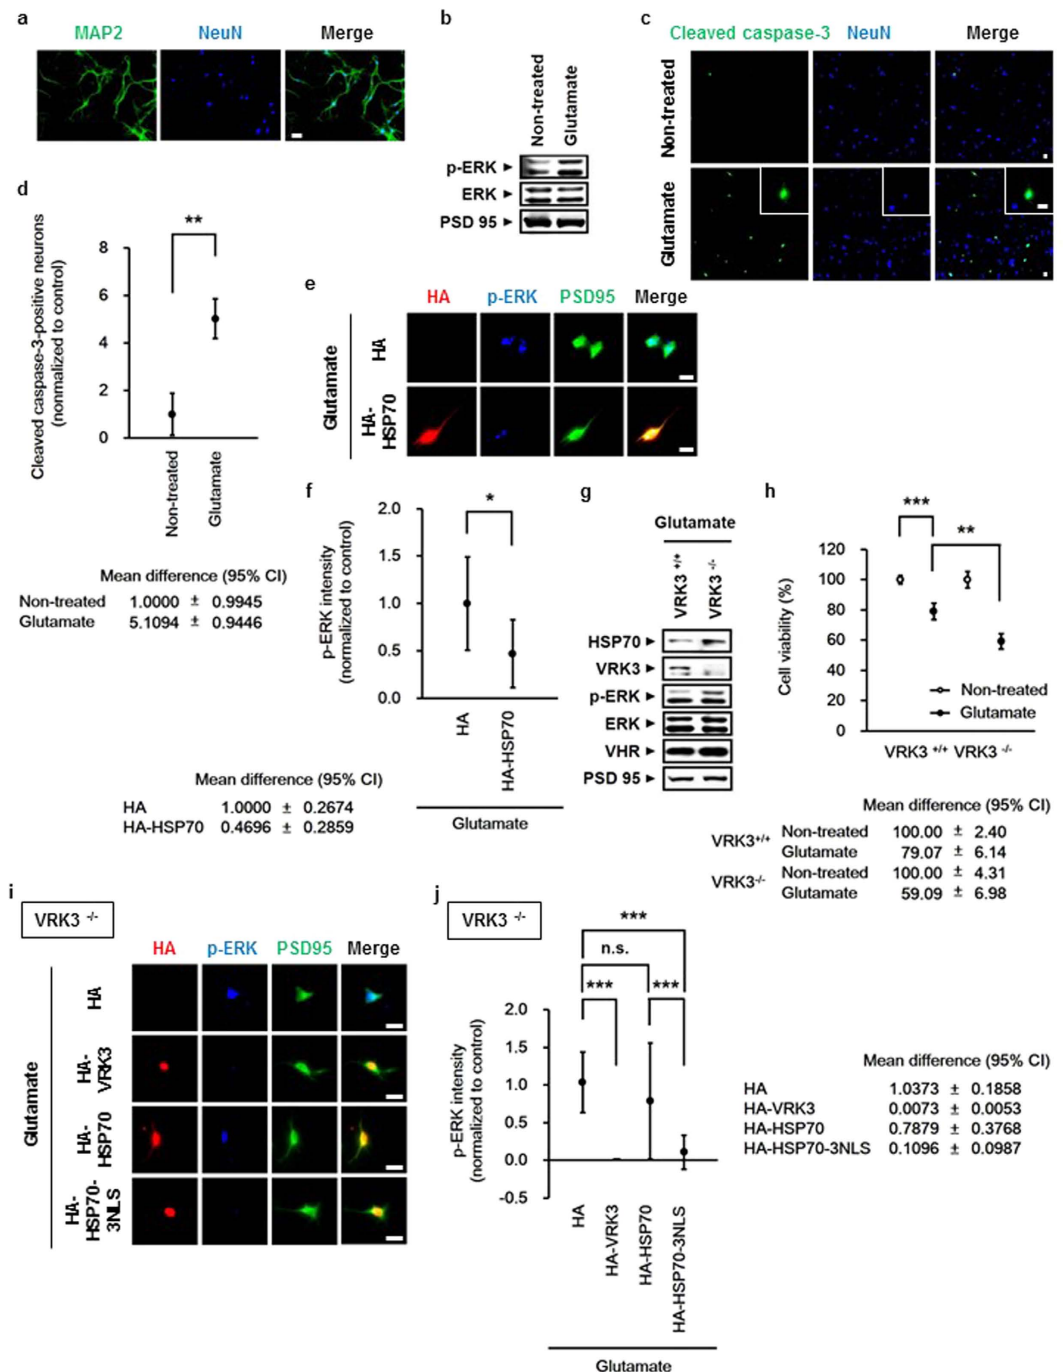 a
MAP2 NeuN Merge
b
Non-treated
Glutamate
p-ERK
ERK
PSD 95
c
Cleaved caspase-3 NeuN Merge
Non-treated
Glutamate
d
Cleaved caspase-3-positive neurons
(nonmalized to control)
**
8
6
4
2
0
Non-treated
Glutamate
Mean difference (95% CI)
Non-treated 1.0000 ± 0.9945
Glutamate 5.1094 ± 0.9446
e
HA p-ERK PSD95 Merge
Glutamate
HA
HA-
HSP70
f
p-ERK intensity
(normalized to control)
*
2.0
1.5
1.0
0.5
0.0
HA
HA-HSP70
Glutamate
Mean difference (95% CI)
HA 1.0000 ± 0.2674
HA-HSP70 0.4696 ± 0.2859
g
Glutamate
VRK3 +/+
VRK3 -/-
HSP70
VRK3
p-ERK
ERK
VHR
PSD 95
h
Cell viability (%)
***
**
120
100
80
60
40
20
0
Non-treated
Glutamate
VRK3 +/+ VRK3 -/-
Mean difference (95% CI)
VRK3+/+ Non-treated 100.00 ± 2.40
Glutamate 79.07 ± 6.14
VRK3-/- Non-treated 100.00 ± 4.31
Glutamate 59.09 ± 6.98
i
VRK3 -/-
HA p-ERK PSD95 Merge
Glutamate
HA
HA-
VRK3
HA-
HSP70
HA-
HSP70-
3NLS
j
VRK3 -/-
p-ERK intensity
(normalized to control)
***
n.s.
*** ***
2.0
1.5
1.0
0.5
0.0
-0.5
HA
HA-VRK3
HA-HSP70
HA-HSP70-3NLS
Glutamate
Mean difference (95% CI)
HA 1.0373 ± 0.1858
HA-VRK3 0.0073 ± 0.0053
HA-HSP70 0.7879 ± 0.3768
HA-HSP70-3NLS 0.1096 ± 0.0987